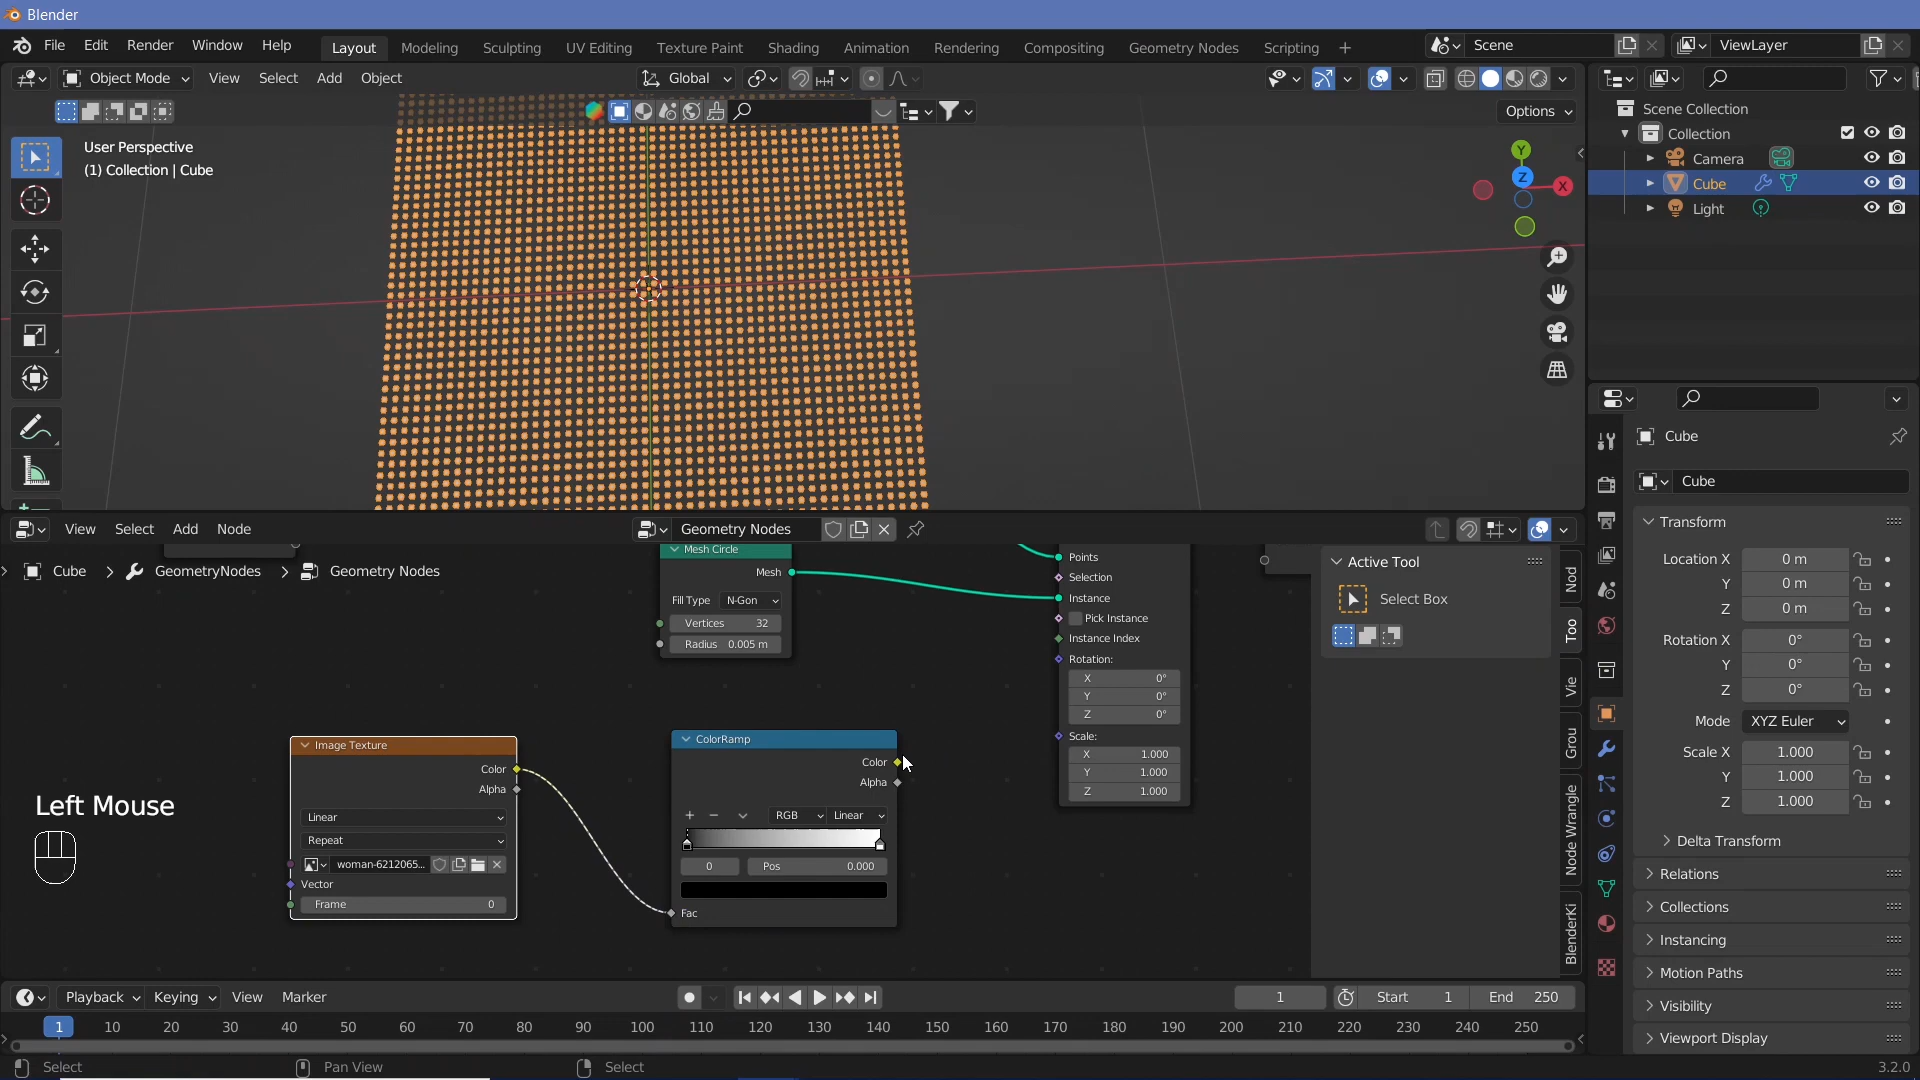 Blender
File Edit Render Window Help Layout Modeling Sculpting UV Editing Texture Paint Shading Animation Rendering Compositing Geometry Nodes Scripting + Scene ViewLayer
Object Mode View Select Add Object Global
Options
User Perspective
(1) Collection | Cube
Y
Z
X
Scene Collection
Collection
Camera
Cube
Light
Cube
Cube
Transform
Location X 0 m
Y 0 m
Z 0 m
Rotation X 0°
Y 0°
Z 0°
Mode XYZ Euler
Scale X 1.000
Y 1.000
Z 1.000
Delta Transform
Relations
Collections
Instancing
Motion Paths
Visibility
Viewport Display
View Select Add Node Geometry Nodes
Cube > GeometryNodes > Geometry Nodes
Mesh Circle
Mesh
Fill Type N-Gon
Vertices 32
Radius 0.005 m
Points
Selection
Instance
Pick Instance
Instance Index
Rotation:
X 0°
Y 0°
Z 0°
Scale:
X 1.000
Y 1.000
Z 1.000
Active Tool
Select Box
Nod
Too
Vie
Grou
Node Wrangle
BlenderKi
Image Texture
Color
Alpha
Linear
Repeat
woman-6212065...
Vector
Frame 0
ColorRamp
Color
Alpha
RGB Linear
0 Pos 0.000
Fac
Left Mouse
Playback Keying View Marker 1 Start 1 End 250
1 10 20 30 40 50 60 70 80 90 100 110 120 130 140 150 160 170 180 190 200 210 220 230 240 250
Select Pan View Select 3.2.0